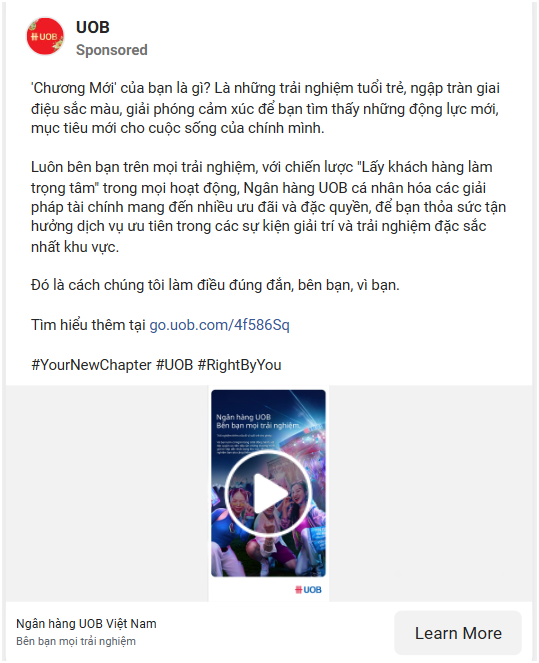 UOB
UOB
Sponsored
'Chương Mới' của bạn là gì? Là những trải nghiệm tuổi trẻ, ngập tràn giai
điệu sắc màu, giải phóng cảm xúc để bạn tìm thấy những động lực mới,
mục tiêu mới cho cuộc sống của chính mình.
Luôn bên bạn trên mọi trải nghiệm, với chiến lược "Lấy khách hàng làm
trọng tâm" trong mọi hoạt động, Ngân hàng UOB cá nhân hóa các giải
pháp tài chính mang đến nhiều ưu đãi và đặc quyền, để bạn thỏa sức tận
hưởng dịch vụ ưu tiên trong các sự kiện giải trí và trải nghiệm đặc sắc
nhất khu vực.
Đó là cách chúng tôi làm điều đúng đắn, bên bạn, vì bạn.
Tìm hiểu thêm tại go.uob.com/4f586Sq
#YourNewChapter #UOB #RightByYou
Ngân hàng UOB
Bên bạn mọi trải nghiệm
UOB
Ngân hàng UOB Việt Nam
Bên bạn mọi trải nghiệm
Learn More